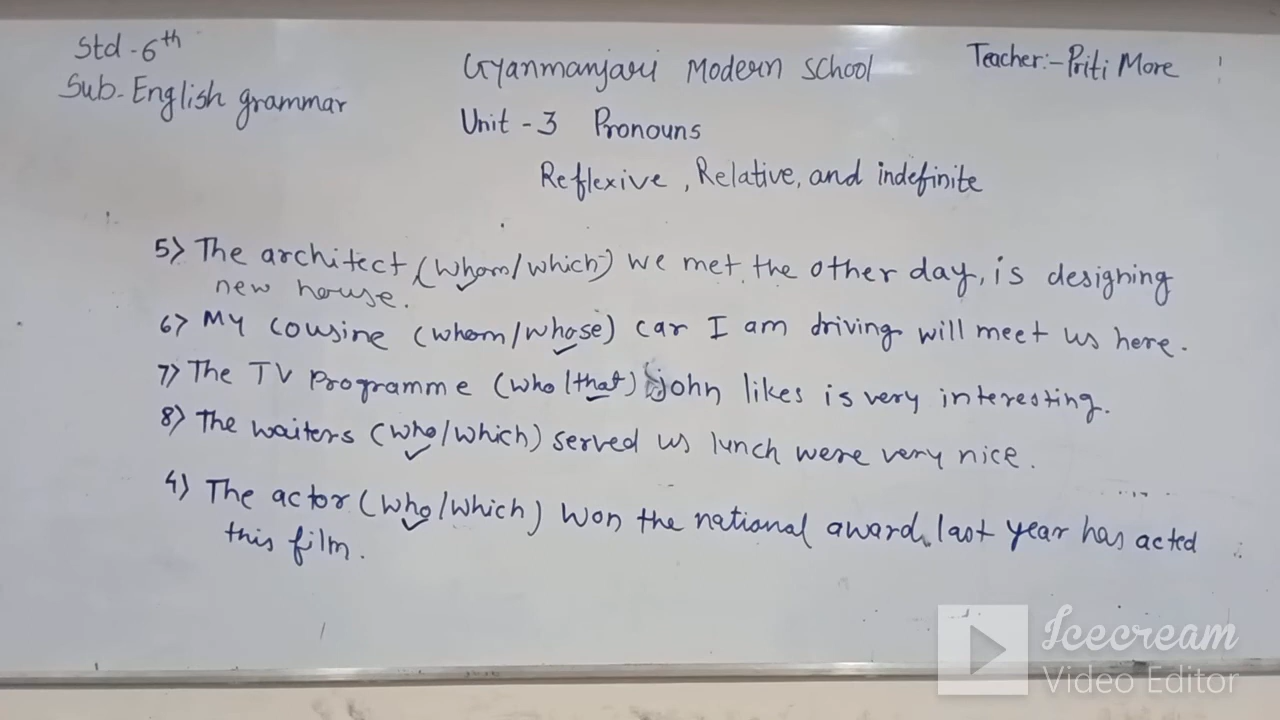 Std - 6th
Sub - English grammar
Gyanmanjari Modern School
Teacher:- Priti More
Unit - 3 Pronouns
Reflexive, Relative, and indefinite
5) The architect (whom/which) we met the other day, is designing
new house.
6) My cousine (whom/whose) car I am driving will meet us here.
7) The TV Programme (who/that) john likes is very interesting.
8) The waiters (who/which) served us lunch were very nice.
4) The actor (who/which) won the national award, last year has acted
this film.
Icecream
Video Editor